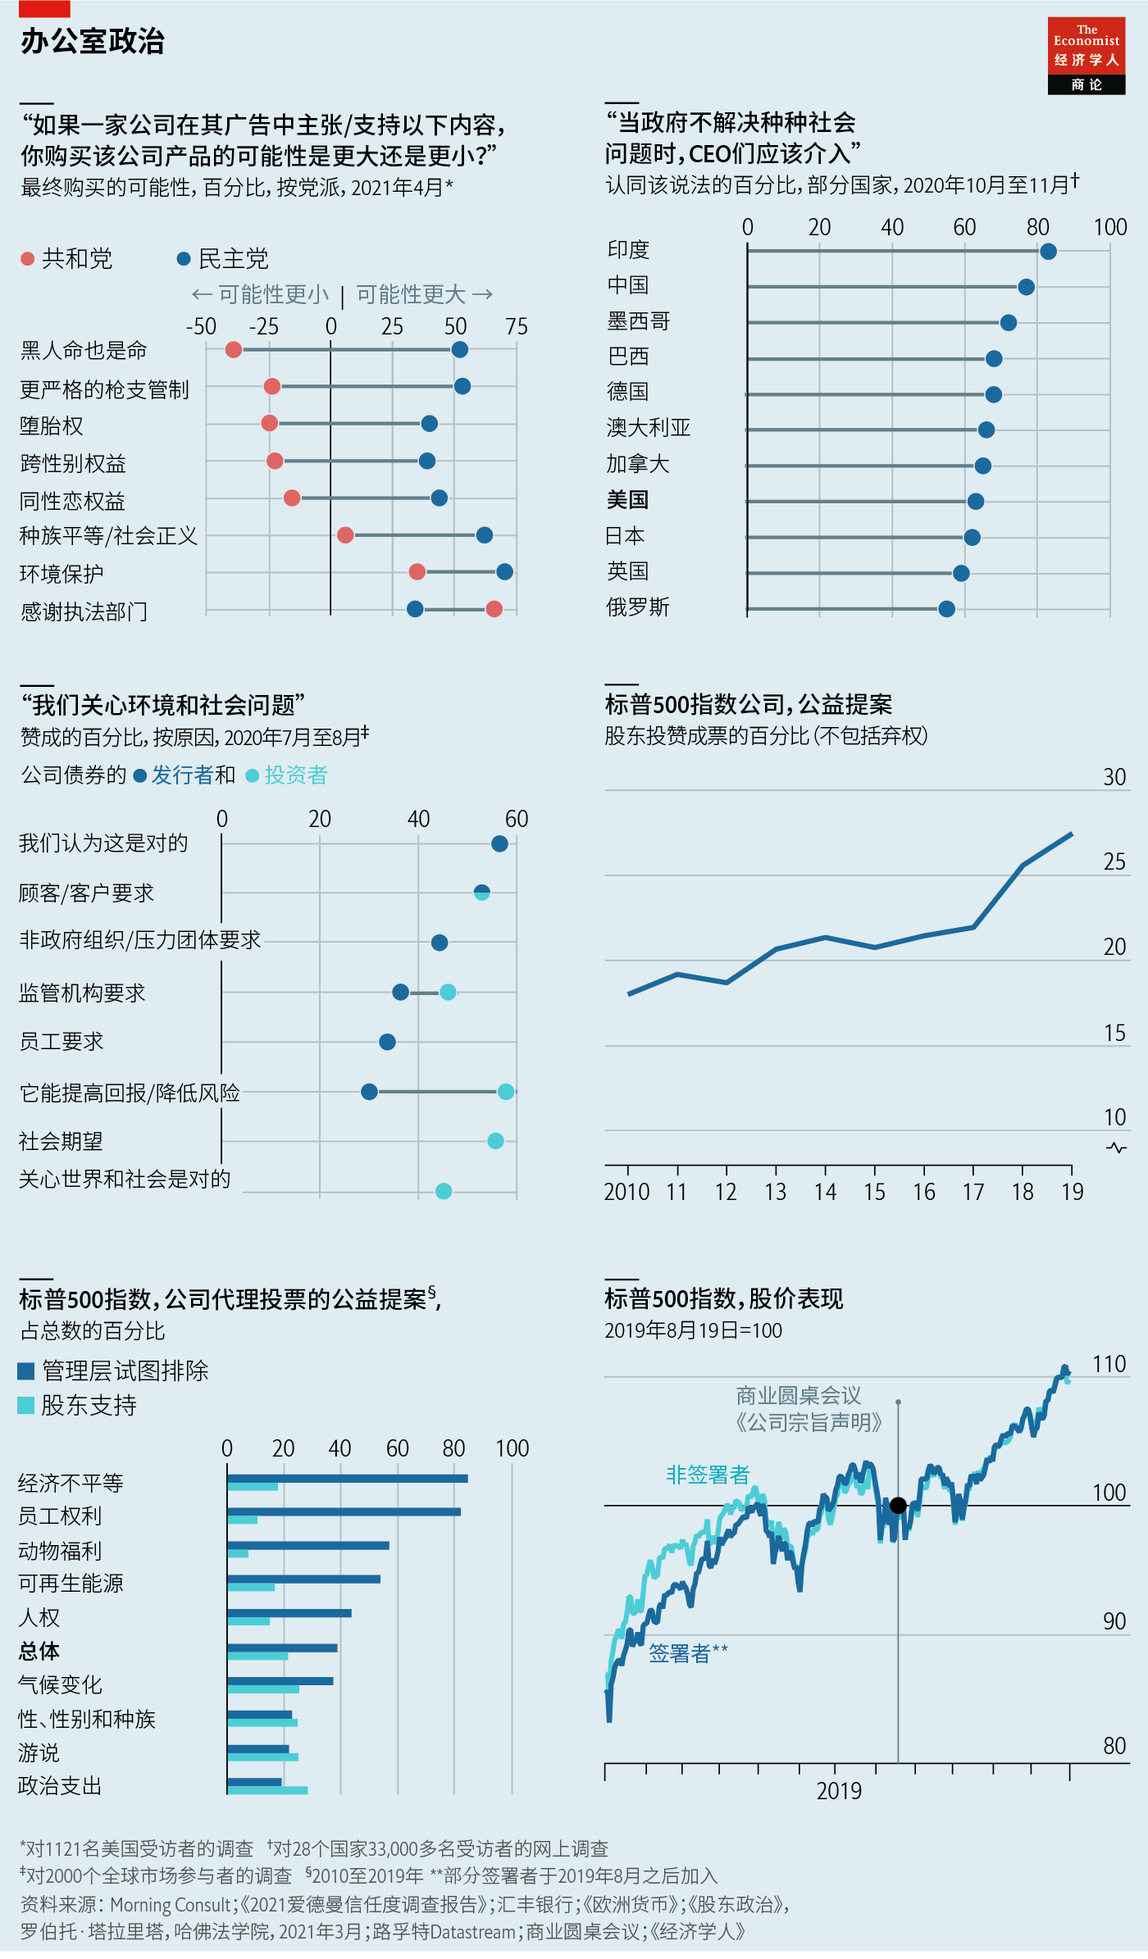 办公室政治
The
Economist
经济学人
商论
“如果一家公司在其广告中主张/支持以下内容，
你购买该公司产品的可能性是更大还是更小？”
最终购买的可能性，百分比，按党派，2021年4月*
共和党 民主党
← 可能性更小 | 可能性更大 →
-50 -25 0 25 50 75
黑人命也是命
更严格的枪支管制
堕胎权
跨性别权益
同性恋权益
种族平等/社会正义
环境保护
感谢执法部门
“当政府不解决种种社会
问题时，CEO们应该介入”
认同该说法的百分比，部分国家，2020年10月至11月†
0 20 40 60 80 100
印度
中国
墨西哥
巴西
德国
澳大利亚
加拿大
美国
日本
英国
俄罗斯
“我们关心环境和社会问题”
赞成的百分比，按原因，2020年7月至8月‡
公司债券的 发行者和 投资者
0 20 40 60
我们认为这是对的
顾客/客户要求
非政府组织/压力团体要求
监管机构要求
员工要求
它能提高回报/降低风险
社会期望
关心世界和社会是对的
标普500指数公司，公益提案
股东投赞成票的百分比（不包括弃权）
30
25
20
15
10
2010 11 12 13 14 15 16 17 18 19
标普500指数，公司代理投票的公益提案§，
占总数的百分比
管理层试图排除
股东支持
0 20 40 60 80 100
经济不平等
员工权利
动物福利
可再生能源
人权
总体
气候变化
性、性别和种族
游说
政治支出
标普500指数，股价表现
2019年8月19日=100
110
商业圆桌会议
《公司宗旨声明》
非签署者
100
90
签署者**
80
2019
*对1121名美国受访者的调查 †对28个国家33,000多名受访者的网上调查
‡对2000个全球市场参与者的调查 §2010至2019年 **部分签署者于2019年8月之后加入
资料来源：Morning Consult；《2021爱德曼信任度调查报告》；汇丰银行；《欧洲货币》；《股东政治》，
罗伯托·塔拉里塔，哈佛法学院，2021年3月；路孚特Datastream；商业圆桌会议；《经济学人》